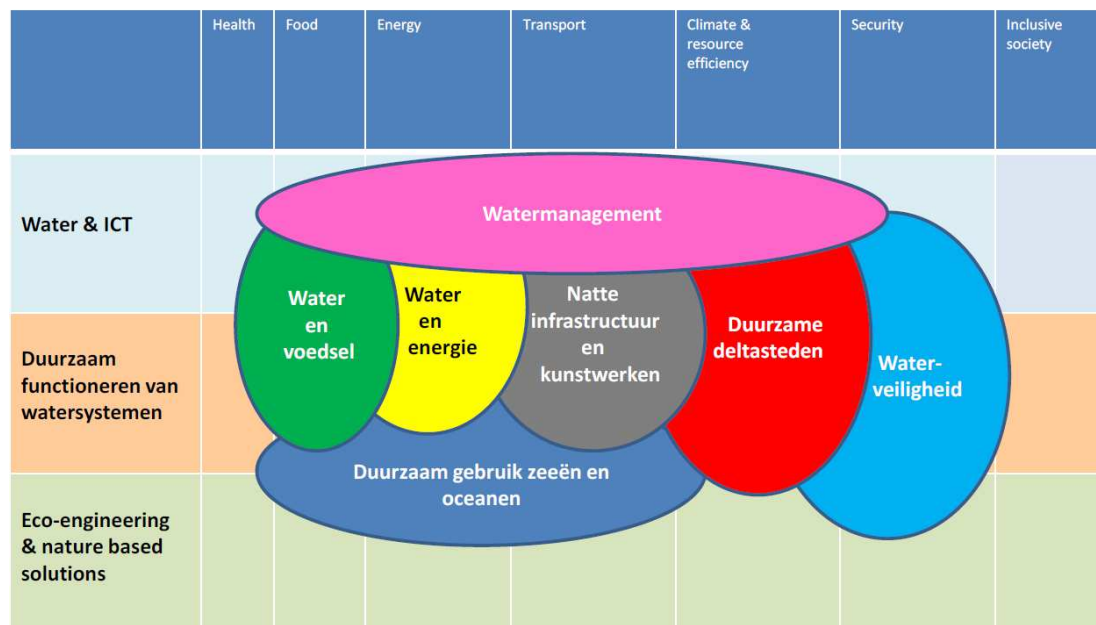 Health
Food
Energy
Transport
Climate &
resource
efficiency
Security
Inclusive
society
Water & ICT
Watermanagement
Water
en
voedsel
Water
en
energie
Natte
infrastructuur
en
kunstwerken
Duurzame
deltasteden
Water-
veiligheid
Duurzaam
functioneren van
watersystemen
Duurzaam gebruik zeeën en
oceanen
Eco-engineering
& nature based
solutions